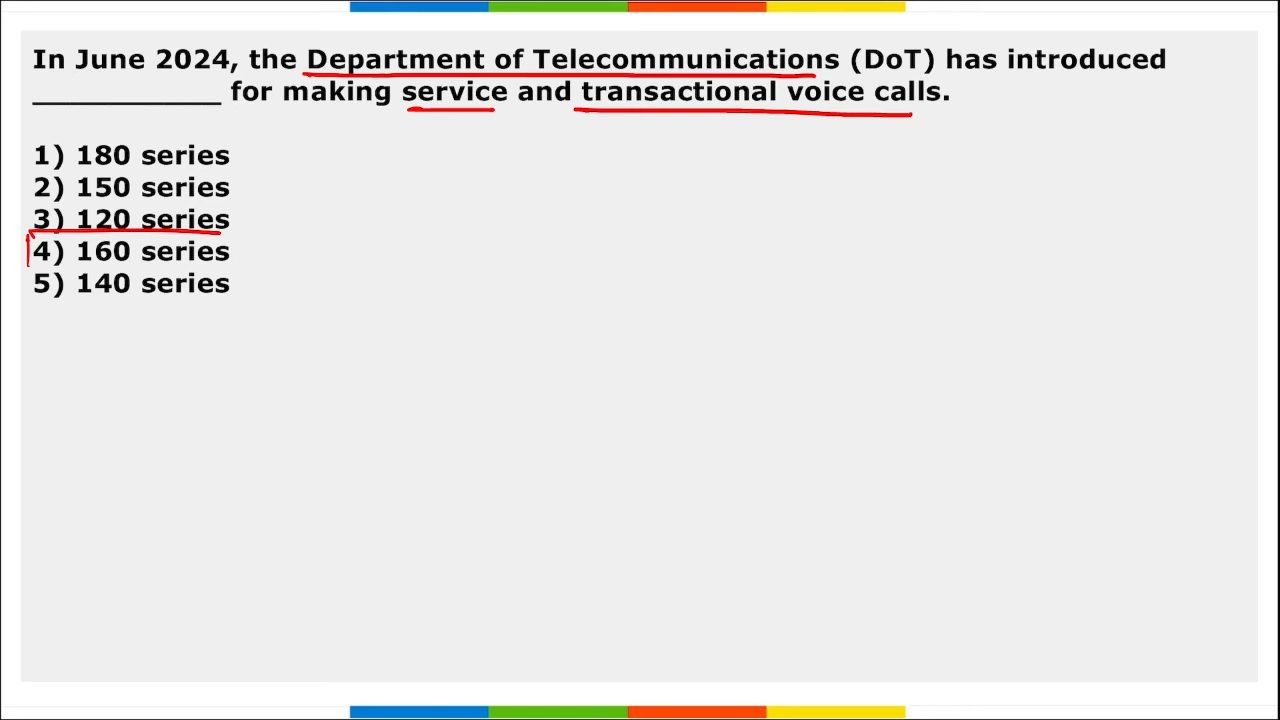 In June 2024, the Department of Telecommunications (DoT) has introduced
____________ for making service and transactional voice calls.
1) 180 series
2) 150 series
3) 120 series
4) 160 series
5) 140 series